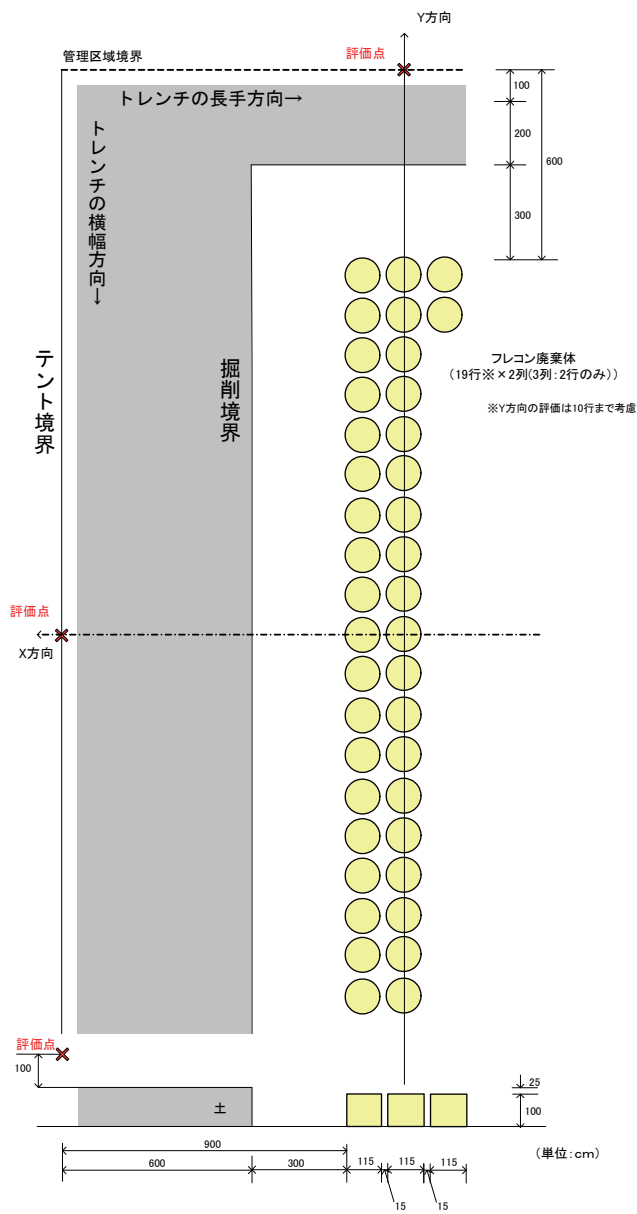 Y方向
評価点
管理区域境界
トレンチの長手方向→
100
200
600
300
トレンチの横幅方向→
テント境界
掘削境界
フレコン廃棄体
(19行※×2列(3列:2行のみ))
※Y方向の評価は10行まで考慮
評価点
X方向
評価点
100
土
25
100
900
600
300
115
115
115
15
15
(単位:cm)